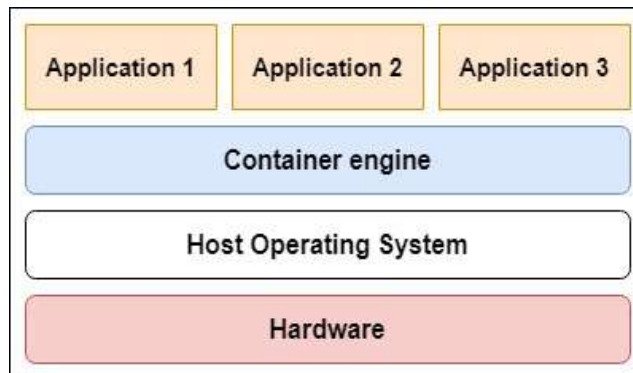 Application 1 Application 2 Application 3
Container engine
Host Operating System
Hardware